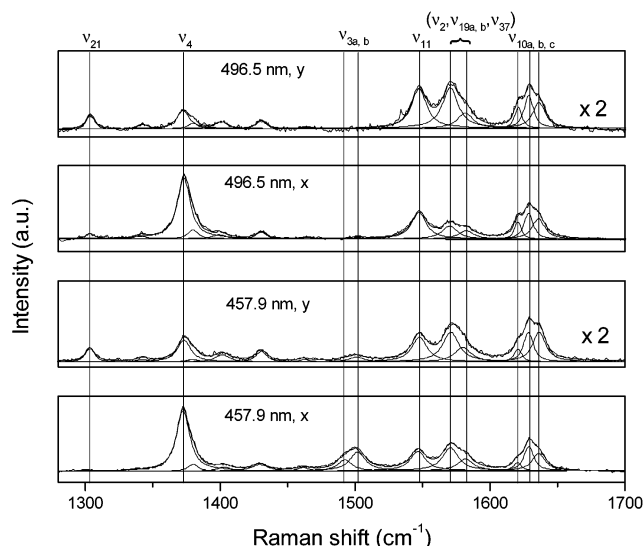 (ν2, ν19a, b, ν37)
ν21 ν4 ν3a, b ν11 ν10a, b, c
496.5 nm, y
x 2
496.5 nm, x
457.9 nm, y
x 2
457.9 nm, x
Intensity (a.u.)
1300 1400 1500 1600 1700
Raman shift (cm-1)